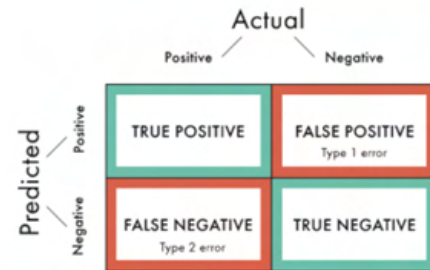 Actual
Positive Negative
Predicted
Positive
Negative
TRUE POSITIVE
FALSE POSITIVE
Type 1 error
FALSE NEGATIVE
Type 2 error
TRUE NEGATIVE